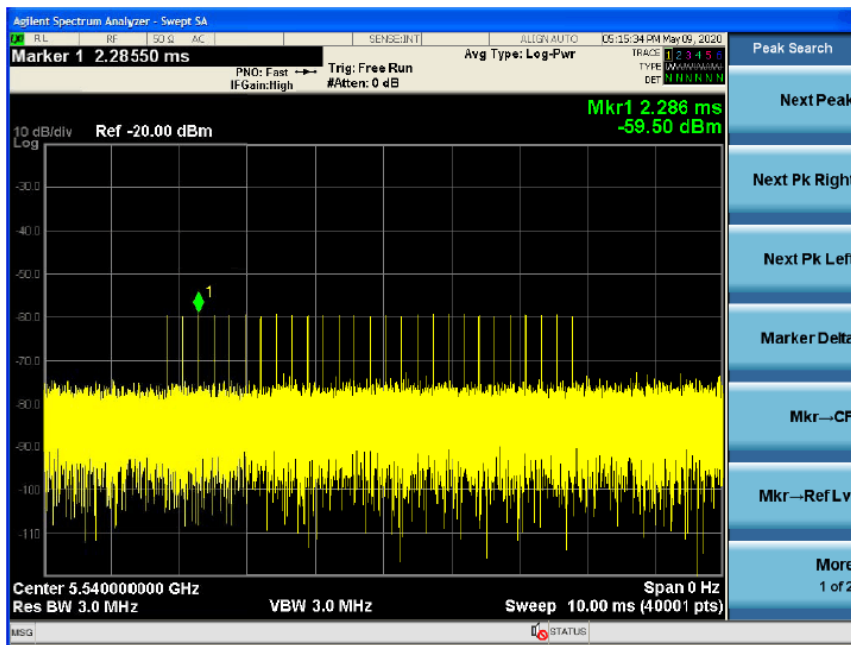 Agilent Spectrum Analyzer - Swept SA
RL RF 50 Ω AC SENSE:INT ALIGN AUTO 05:15:34 PM May 09, 2020
Marker 1 2.28550 ms
PNO: Fast
IFGain:High
Trig: Free Run
#Atten: 0 dB
Avg Type: Log-Pwr
TRACE 1 2 3 4 5 6
TYPE
DET N N N N N N
Peak Search
Mkr1 2.286 ms
-59.50 dBm
10 dB/div Ref -20.00 dBm
Log
-30.0
-40.0
-50.0
-60.0
-70.0
-80.0
-90.0
-100
-110
1
Center 5.540000000 GHz
Span 0 Hz
Res BW 3.0 MHz
VBW 3.0 MHz
Sweep 10.00 ms (40001 pts)
MSG
STATUS
Next Peak
Next Pk Right
Next Pk Left
Marker Delta
Mkr→CF
Mkr→Ref Lv
More
1 of 2